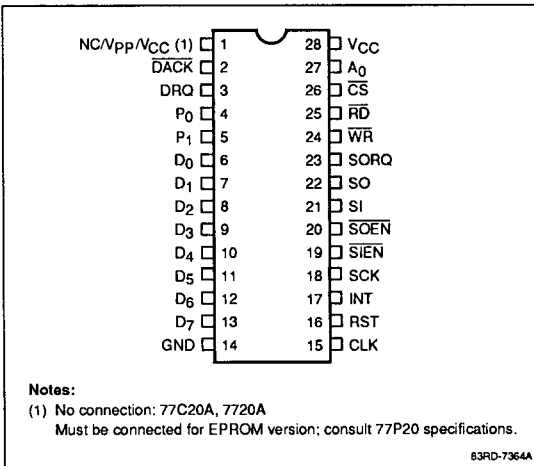 NC/VPP/VCC (1) 1 28 VCC
DACK 2 27 A0
DRQ 3 26 CS
P0 4 25 RD
P1 5 24 WR
D0 6 23 SORQ
D1 7 22 SO
D2 8 21 SI
D3 9 20 SOEN
D4 10 19 SIEN
D5 11 18 SCK
D6 12 17 INT
D7 13 16 RST
GND 14 15 CLK
Notes:
(1) No connection: 77C20A, 7720A
Must be connected for EPROM version; consult 77P20 specifications.
83RD-7364A